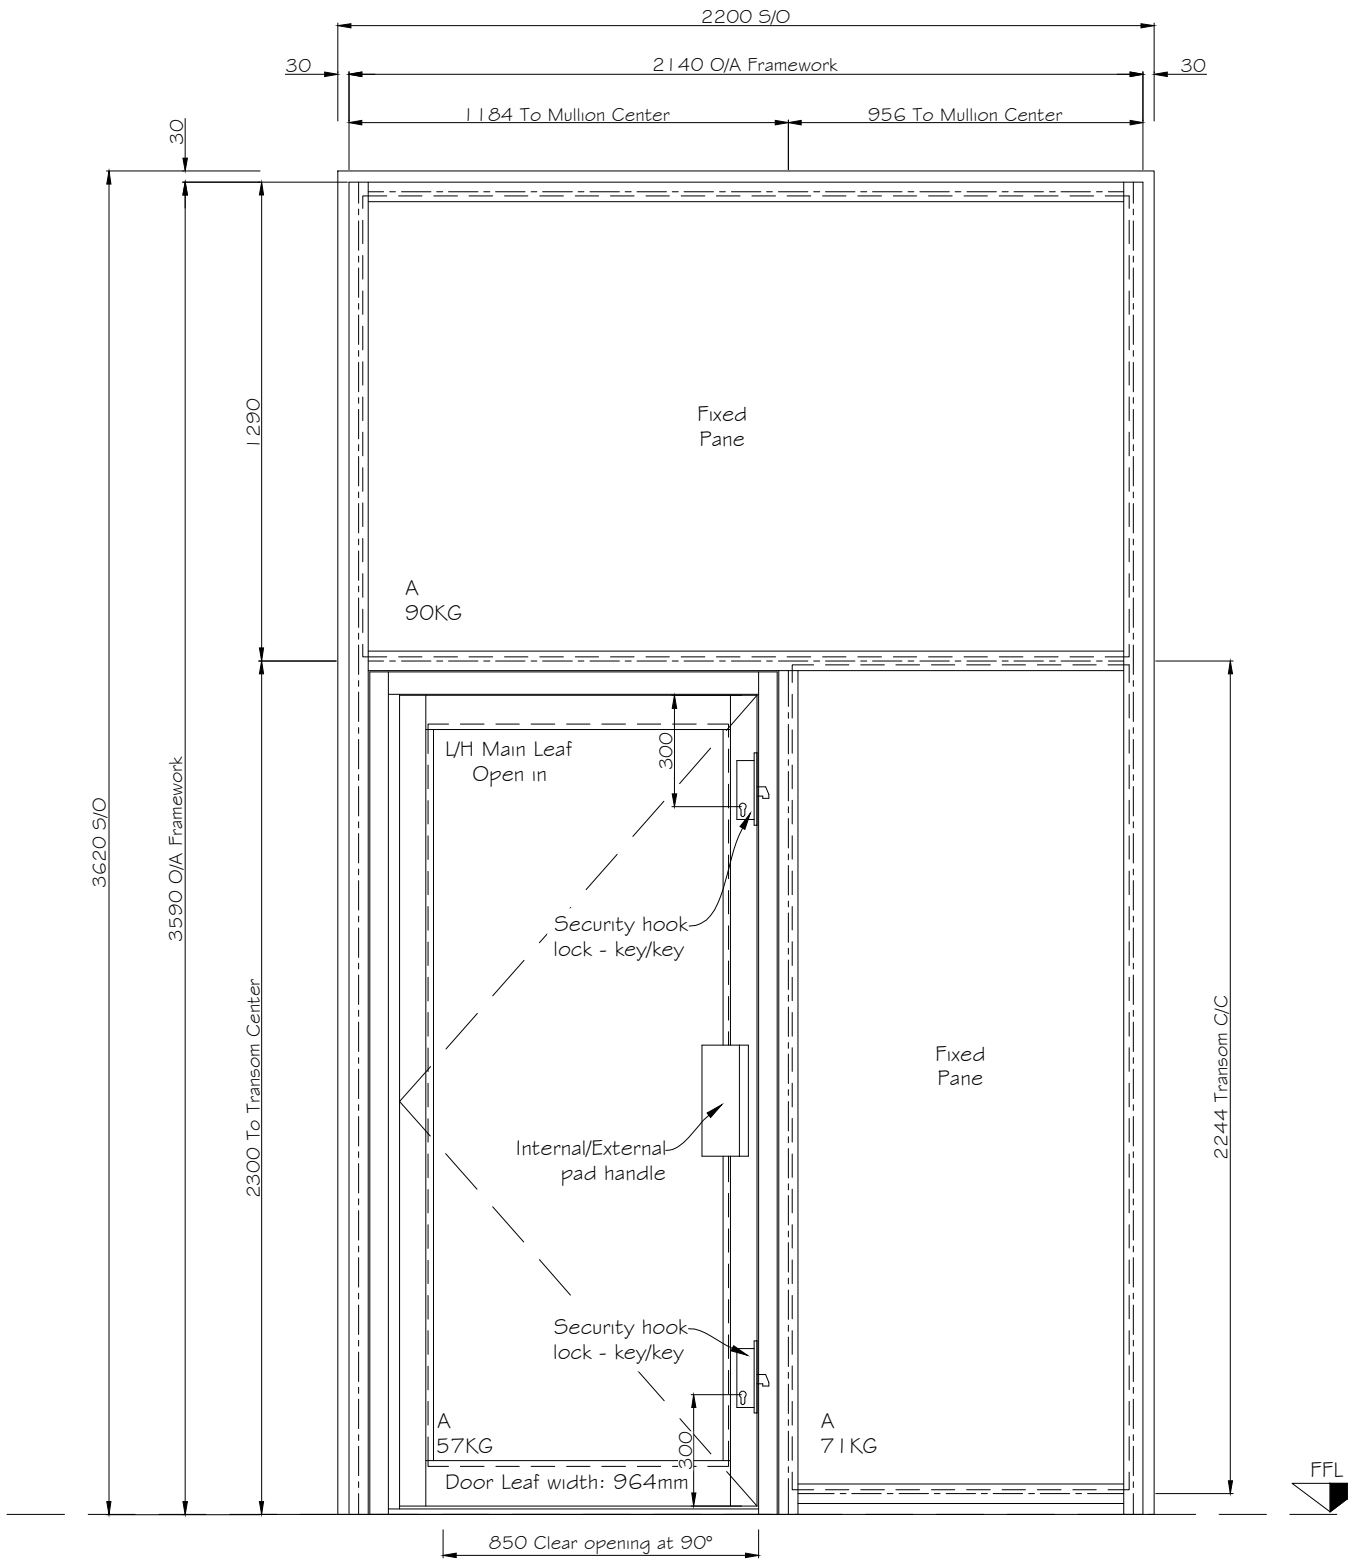 2200 S/O
30
2140 O/A Framework
30
1184 To Mullion Center
956 To Mullion Center
30
1290
Fixed
Pane
A
90KG
3620 S/O
3590 O/A Framework
2300 To Transom Center
L/H Main Leaf
Open in
300
Security hook
lock - key/key
Internal/External
pad handle
Fixed
Pane
2244 Transom C/C
Security hook
lock - key/key
A
57KG
300
A
71KG
Door Leaf width: 964mm
FFL
850 Clear opening at 90°